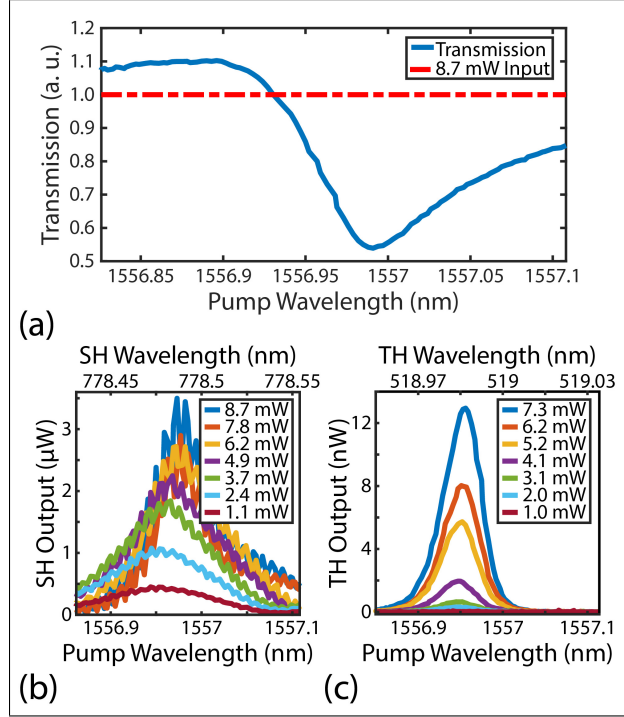 1.2
1.1
1.0
0.9
0.8
0.7
0.6
0.5
Transmission (a. u.)
Transmission
8.7 mW Input
1556.85 1556.9 1556.95 1557 1557.05 1557.1
Pump Wavelength (nm)
(a)
SH Wavelength (nm)
778.45 778.5 778.55
3
2
1
0
SH Output (μW)
8.7 mW
7.8 mW
6.2 mW
4.9 mW
3.7 mW
2.4 mW
1.1 mW
1556.9 1557 1557.1
Pump Wavelength (nm)
(b)
TH Wavelength (nm)
518.97 519 519.03
12
8
4
0
TH Output (nW)
7.3 mW
6.2 mW
5.2 mW
4.1 mW
3.1 mW
2.0 mW
1.0 mW
1556.9 1557 1557.1
Pump Wavelength (nm)
(c)